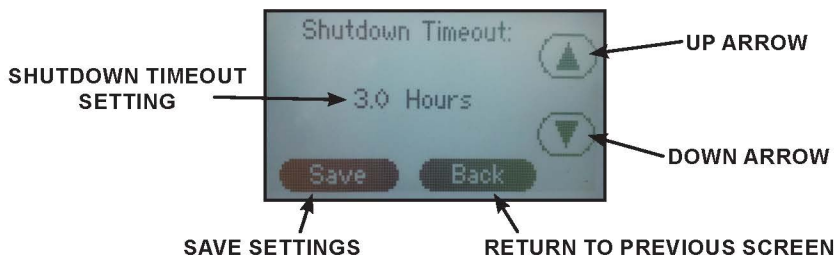 Shutdown Timeout:
UP ARROW
SHUTDOWN TIMEOUT
SETTING
3.0 Hours
DOWN ARROW
Save
Back
SAVE SETTINGS
RETURN TO PREVIOUS SCREEN